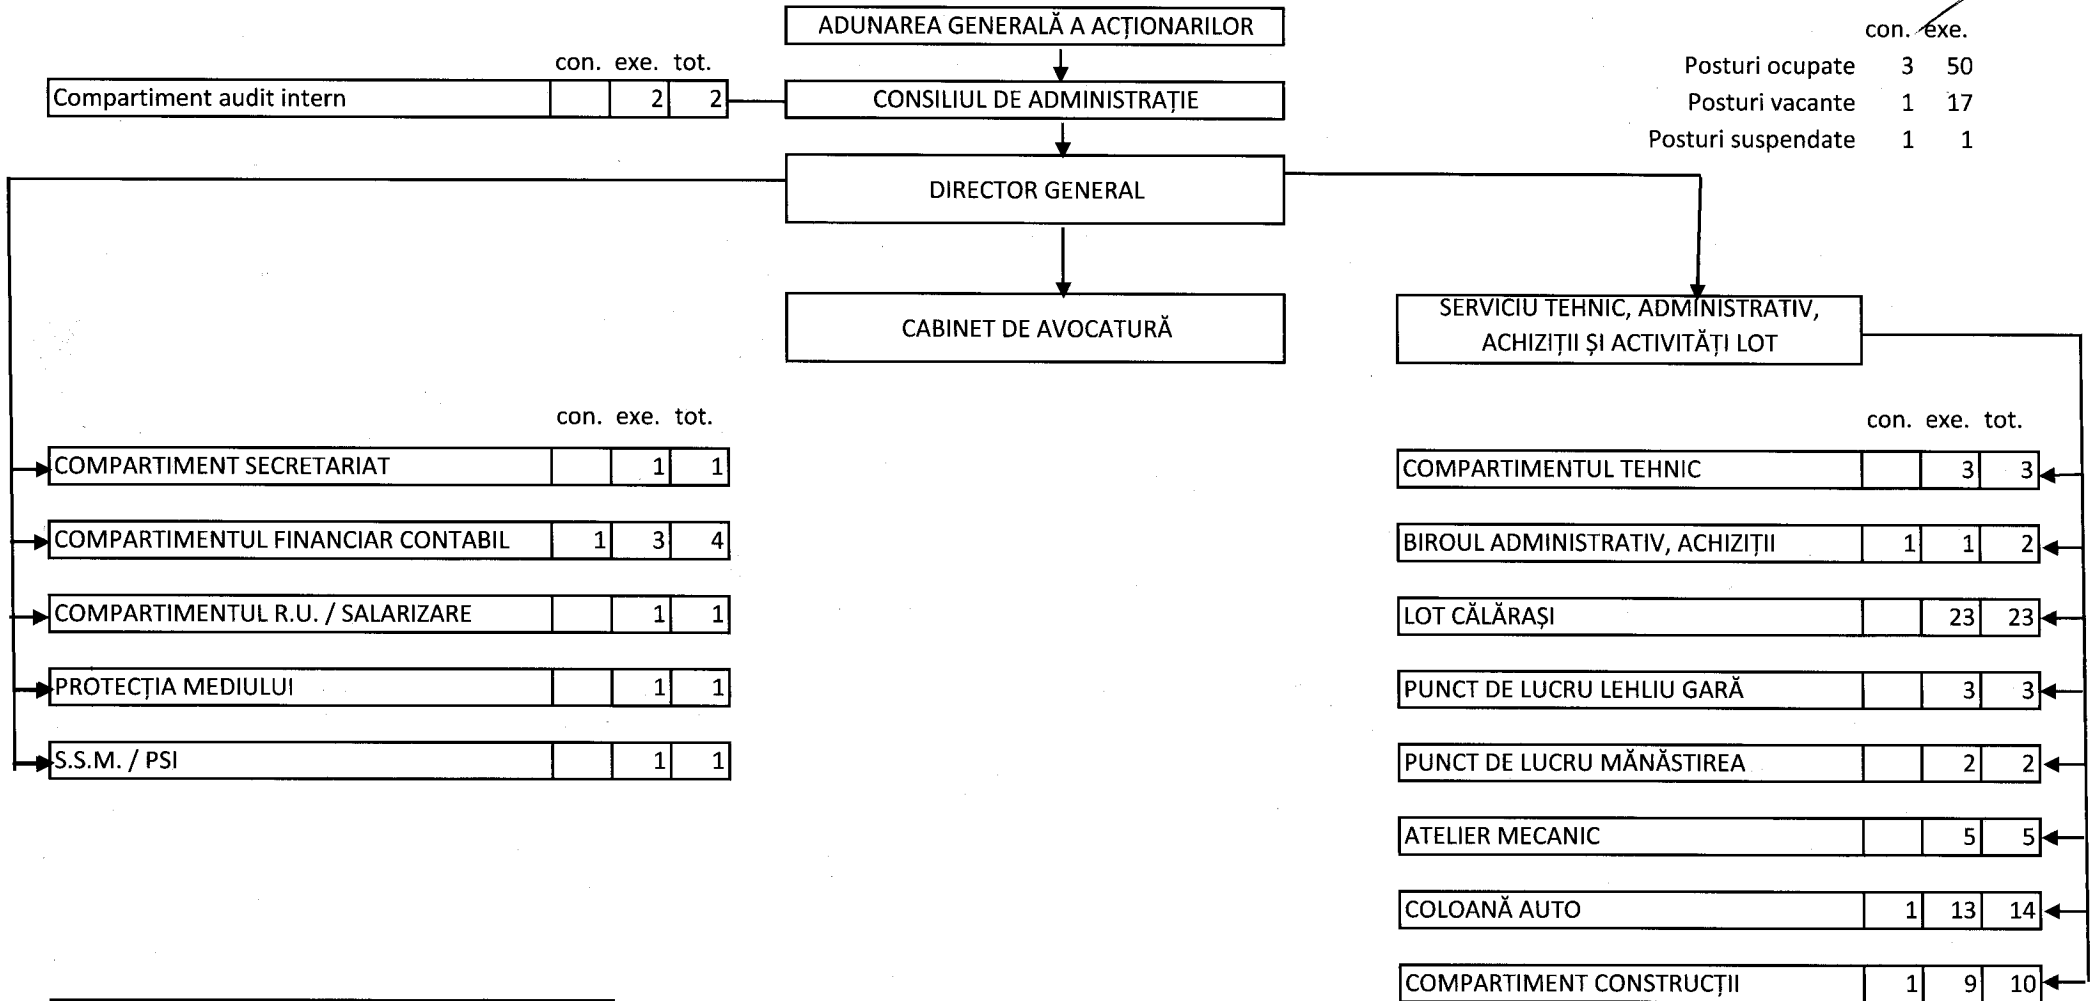 ADUNAREA GENERALĂ A ACȚIONARILOR
con. exe.
Posturi ocupate 3 50
Posturi vacante 1 17
Posturi suspendate 1 1
con. exe. tot.
Compartiment audit intern 2 2
CONSILIUL DE ADMINISTRAȚIE
DIRECTOR GENERAL
CABINET DE AVOCATURĂ
SERVICIU TEHNIC, ADMINISTRATIV,
ACHIZIȚII ȘI ACTIVITĂȚI LOT
con. exe. tot.
COMPARTIMENT SECRETARIAT 1 1
COMPARTIMENTUL FINANCIAR CONTABIL 1 3 4
COMPARTIMENTUL R.U. / SALARIZARE 1 1
PROTECȚIA MEDIULUI 1 1
S.S.M. / PSI 1 1
con. exe. tot.
COMPARTIMENTUL TEHNIC 3 3
BIROUL ADMINISTRATIV, ACHIZIȚII 1 1 2
LOT CĂLĂRAȘI 23 23
PUNCT DE LUCRU LEHLIU GARĂ 3 3
PUNCT DE LUCRU MĂNĂSTIREA 2 2
ATELIER MECANIC 5 5
COLOANĂ AUTO 1 13 14
COMPARTIMENT CONSTRUCȚII 1 9 10